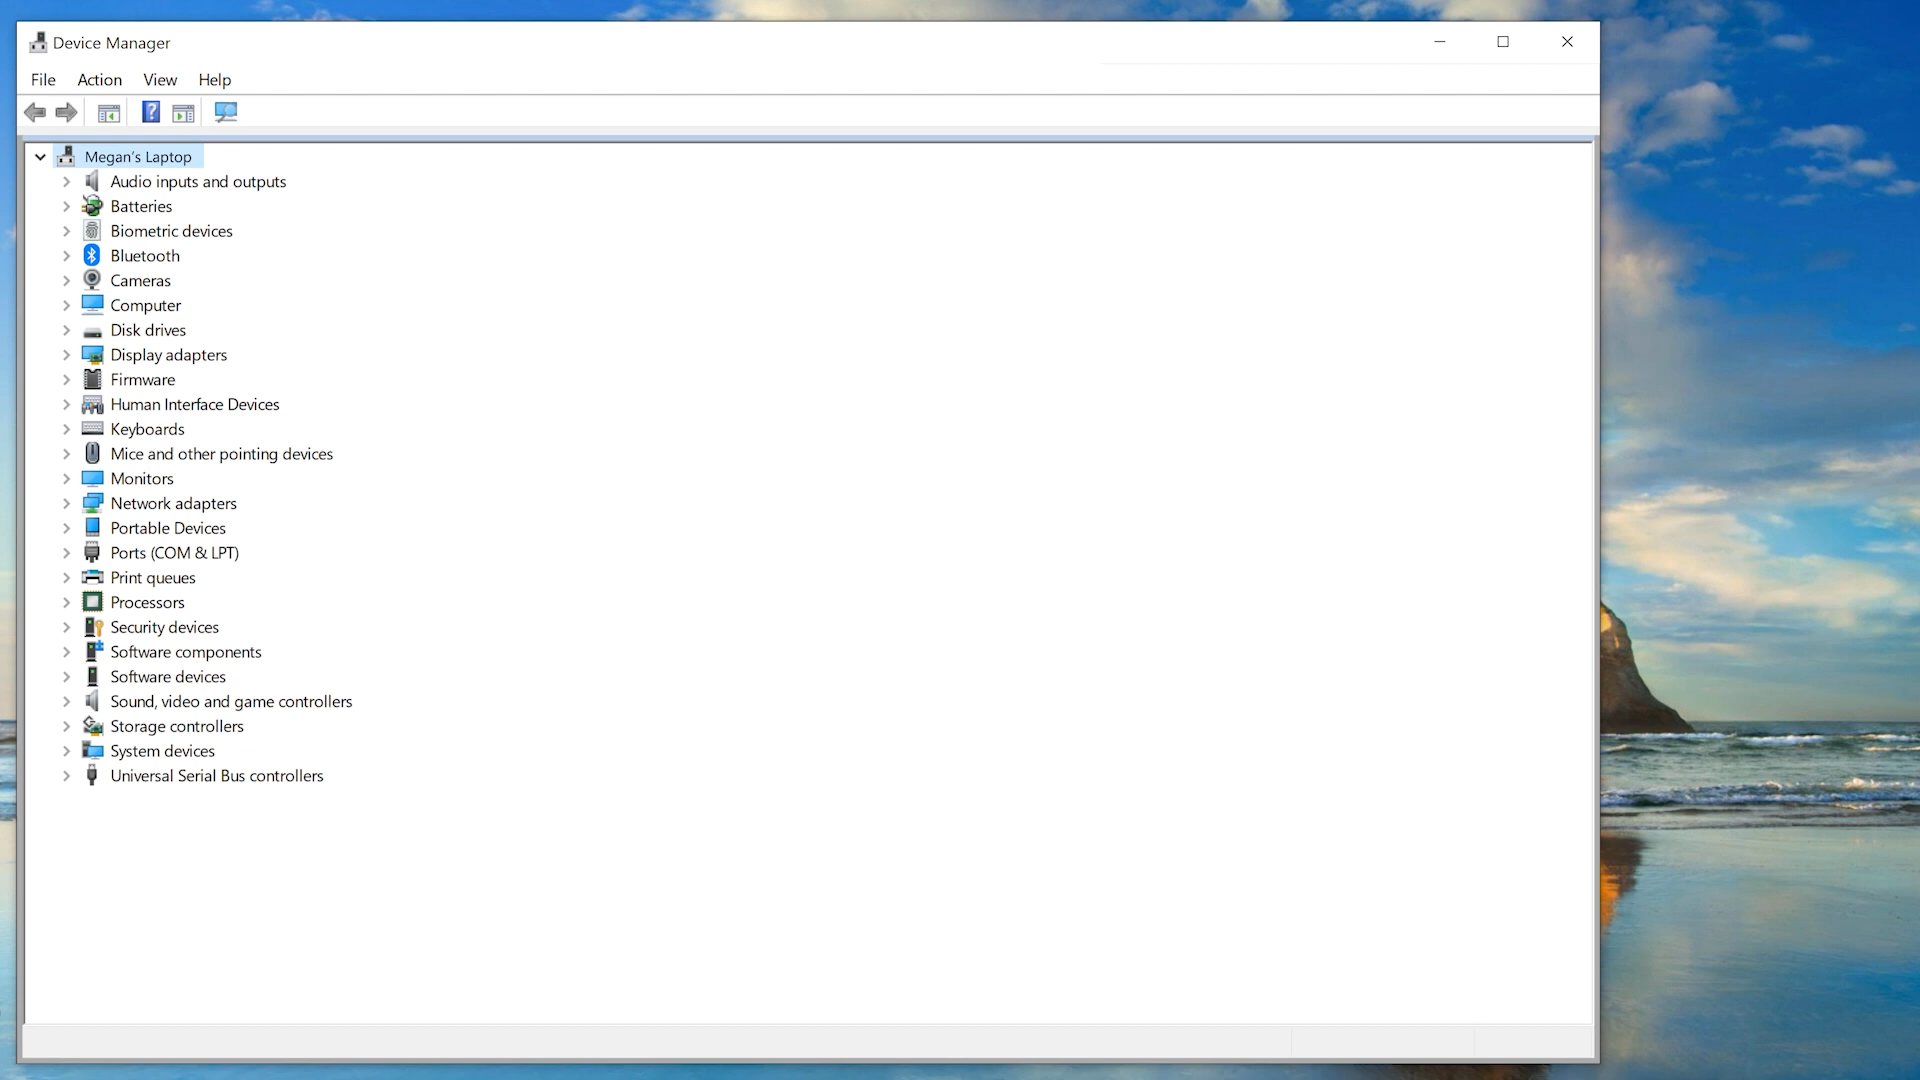 Device Manager
File Action View Help
Megan's Laptop
Audio inputs and outputs
Batteries
Biometric devices
Bluetooth
Cameras
Computer
Disk drives
Display adapters
Firmware
Human Interface Devices
Keyboards
Mice and other pointing devices
Monitors
Network adapters
Portable Devices
Ports (COM & LPT)
Print queues
Processors
Security devices
Software components
Software devices
Sound, video and game controllers
Storage controllers
System devices
Universal Serial Bus controllers